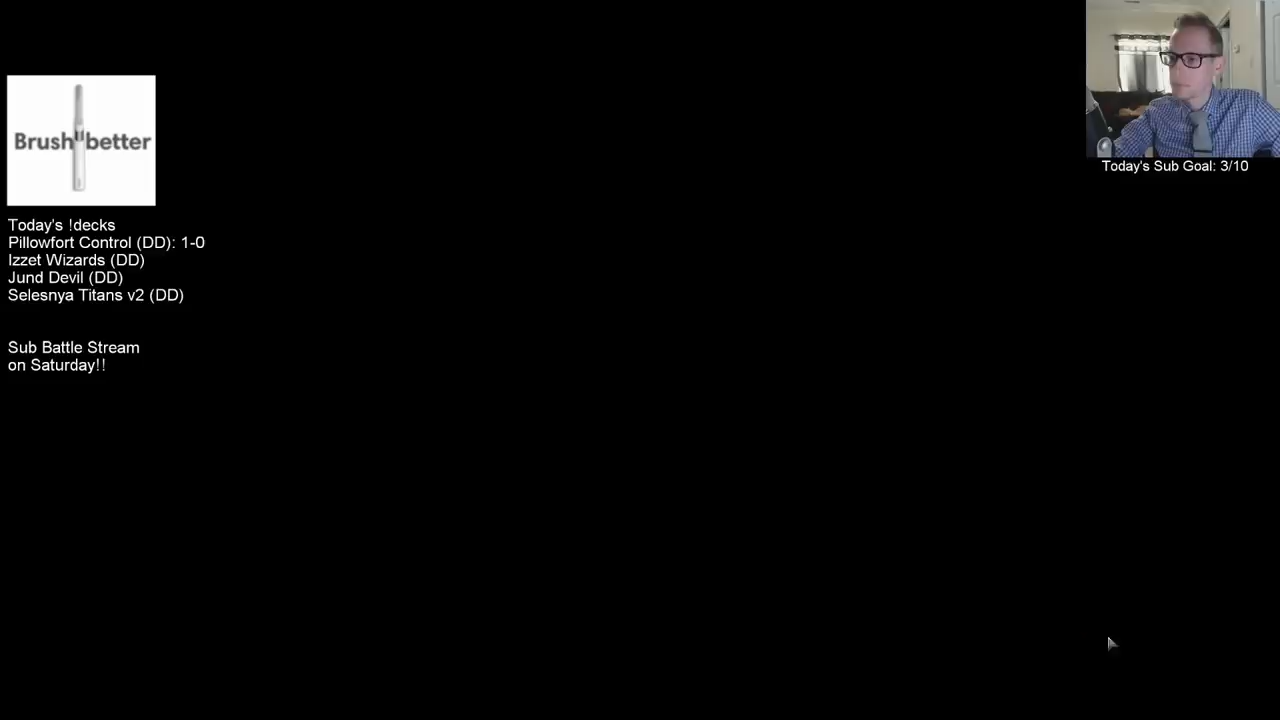 Brush better
Today's !decks
Pillowfort Control (DD): 1-0
Izzet Wizards (DD)
Jund Devil (DD)
Selesnya Titans v2 (DD)
Sub Battle Stream
on Saturday!!
Today's Sub Goal: 3/10